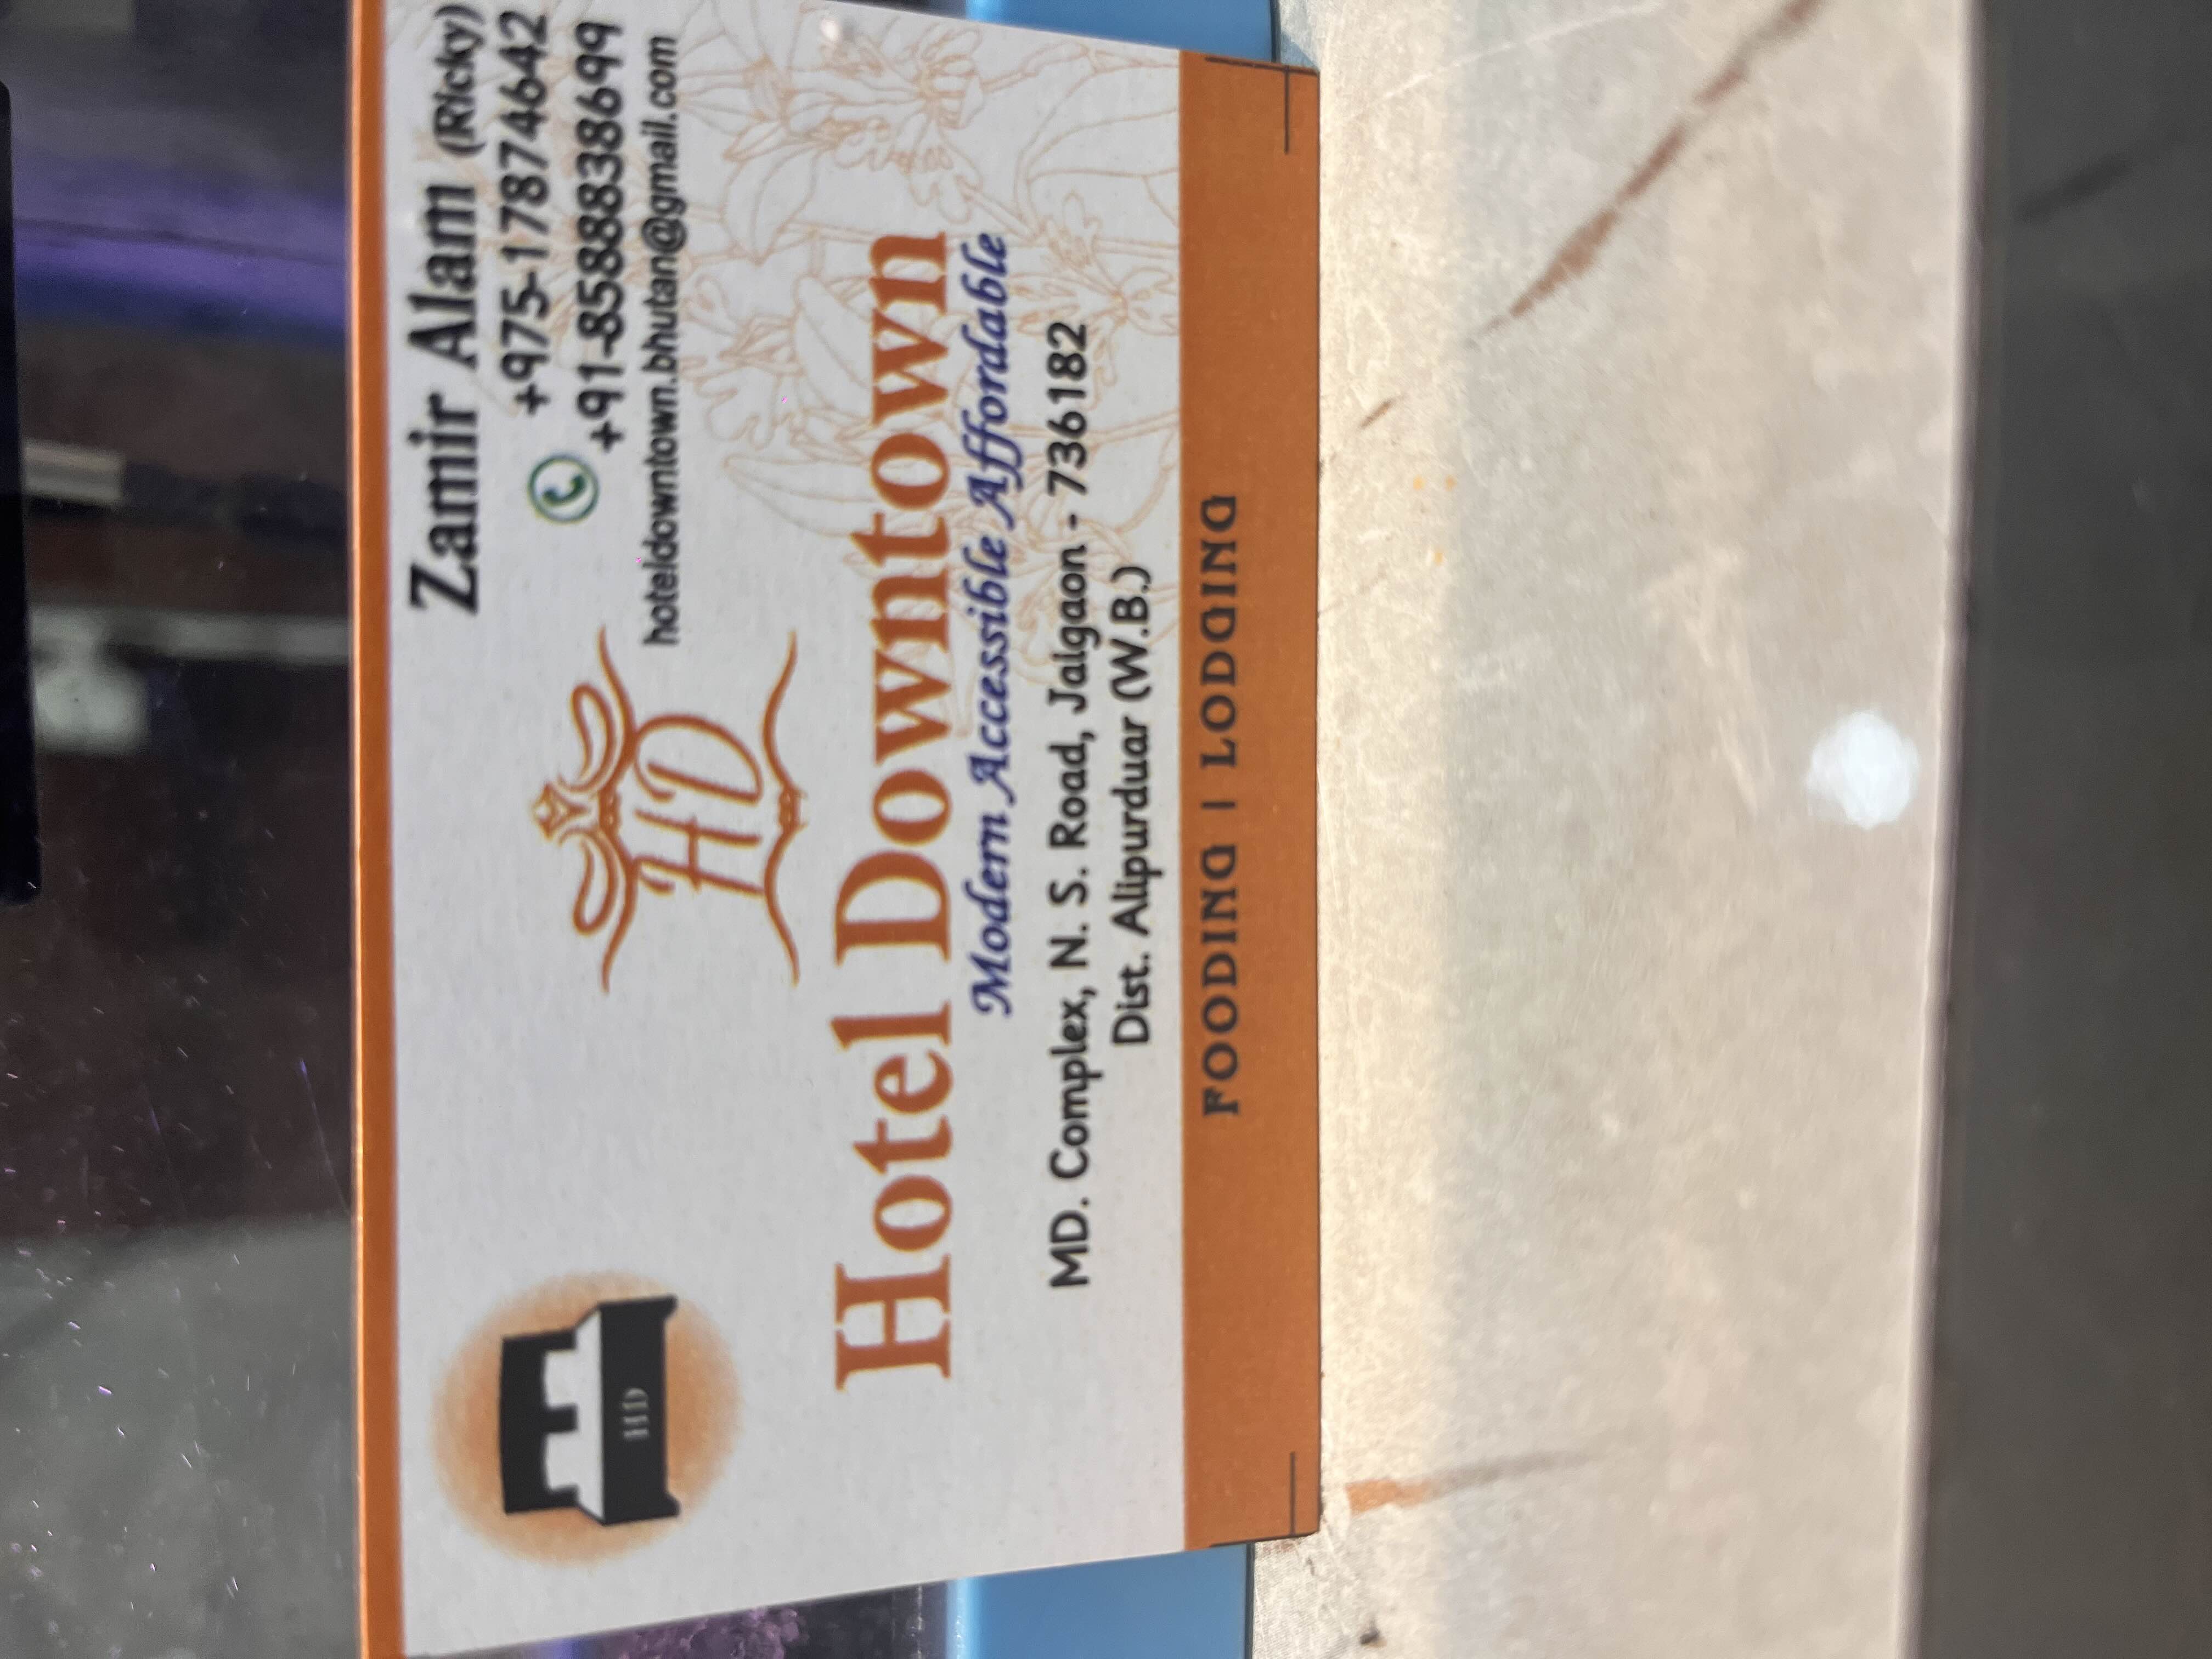 Zamir Alam (Ricky)
+975-17874642
+91-8588838699
hoteldowntown.bhutan@gmail.com
HD
HD
Hotel Downtown
Modern Accessible Affordable
MD. Complex, N. S. Road, Jalgaon - 736182
Dist. Alipurduar (W.B.)
FOODING | LODGING